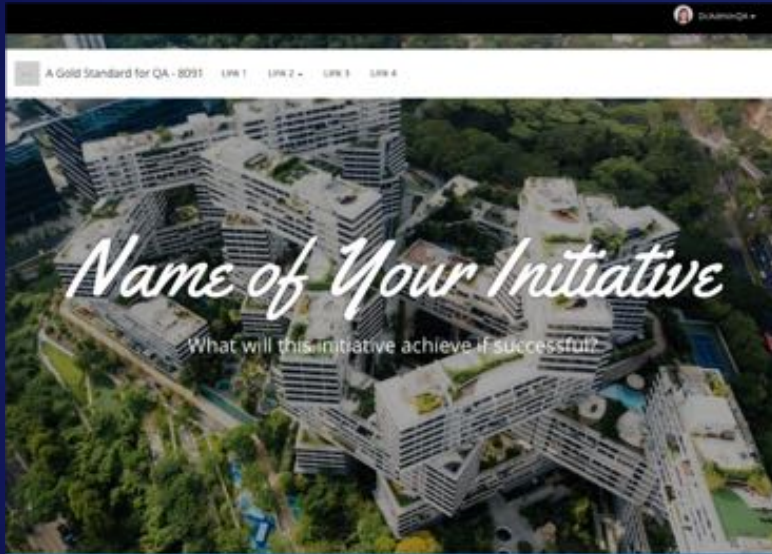 A Gold Standard for QA - 8091 Link 1 Link 2 Link 3 Link 4
Name of Your Initiative
What will this initiative achieve if successful?